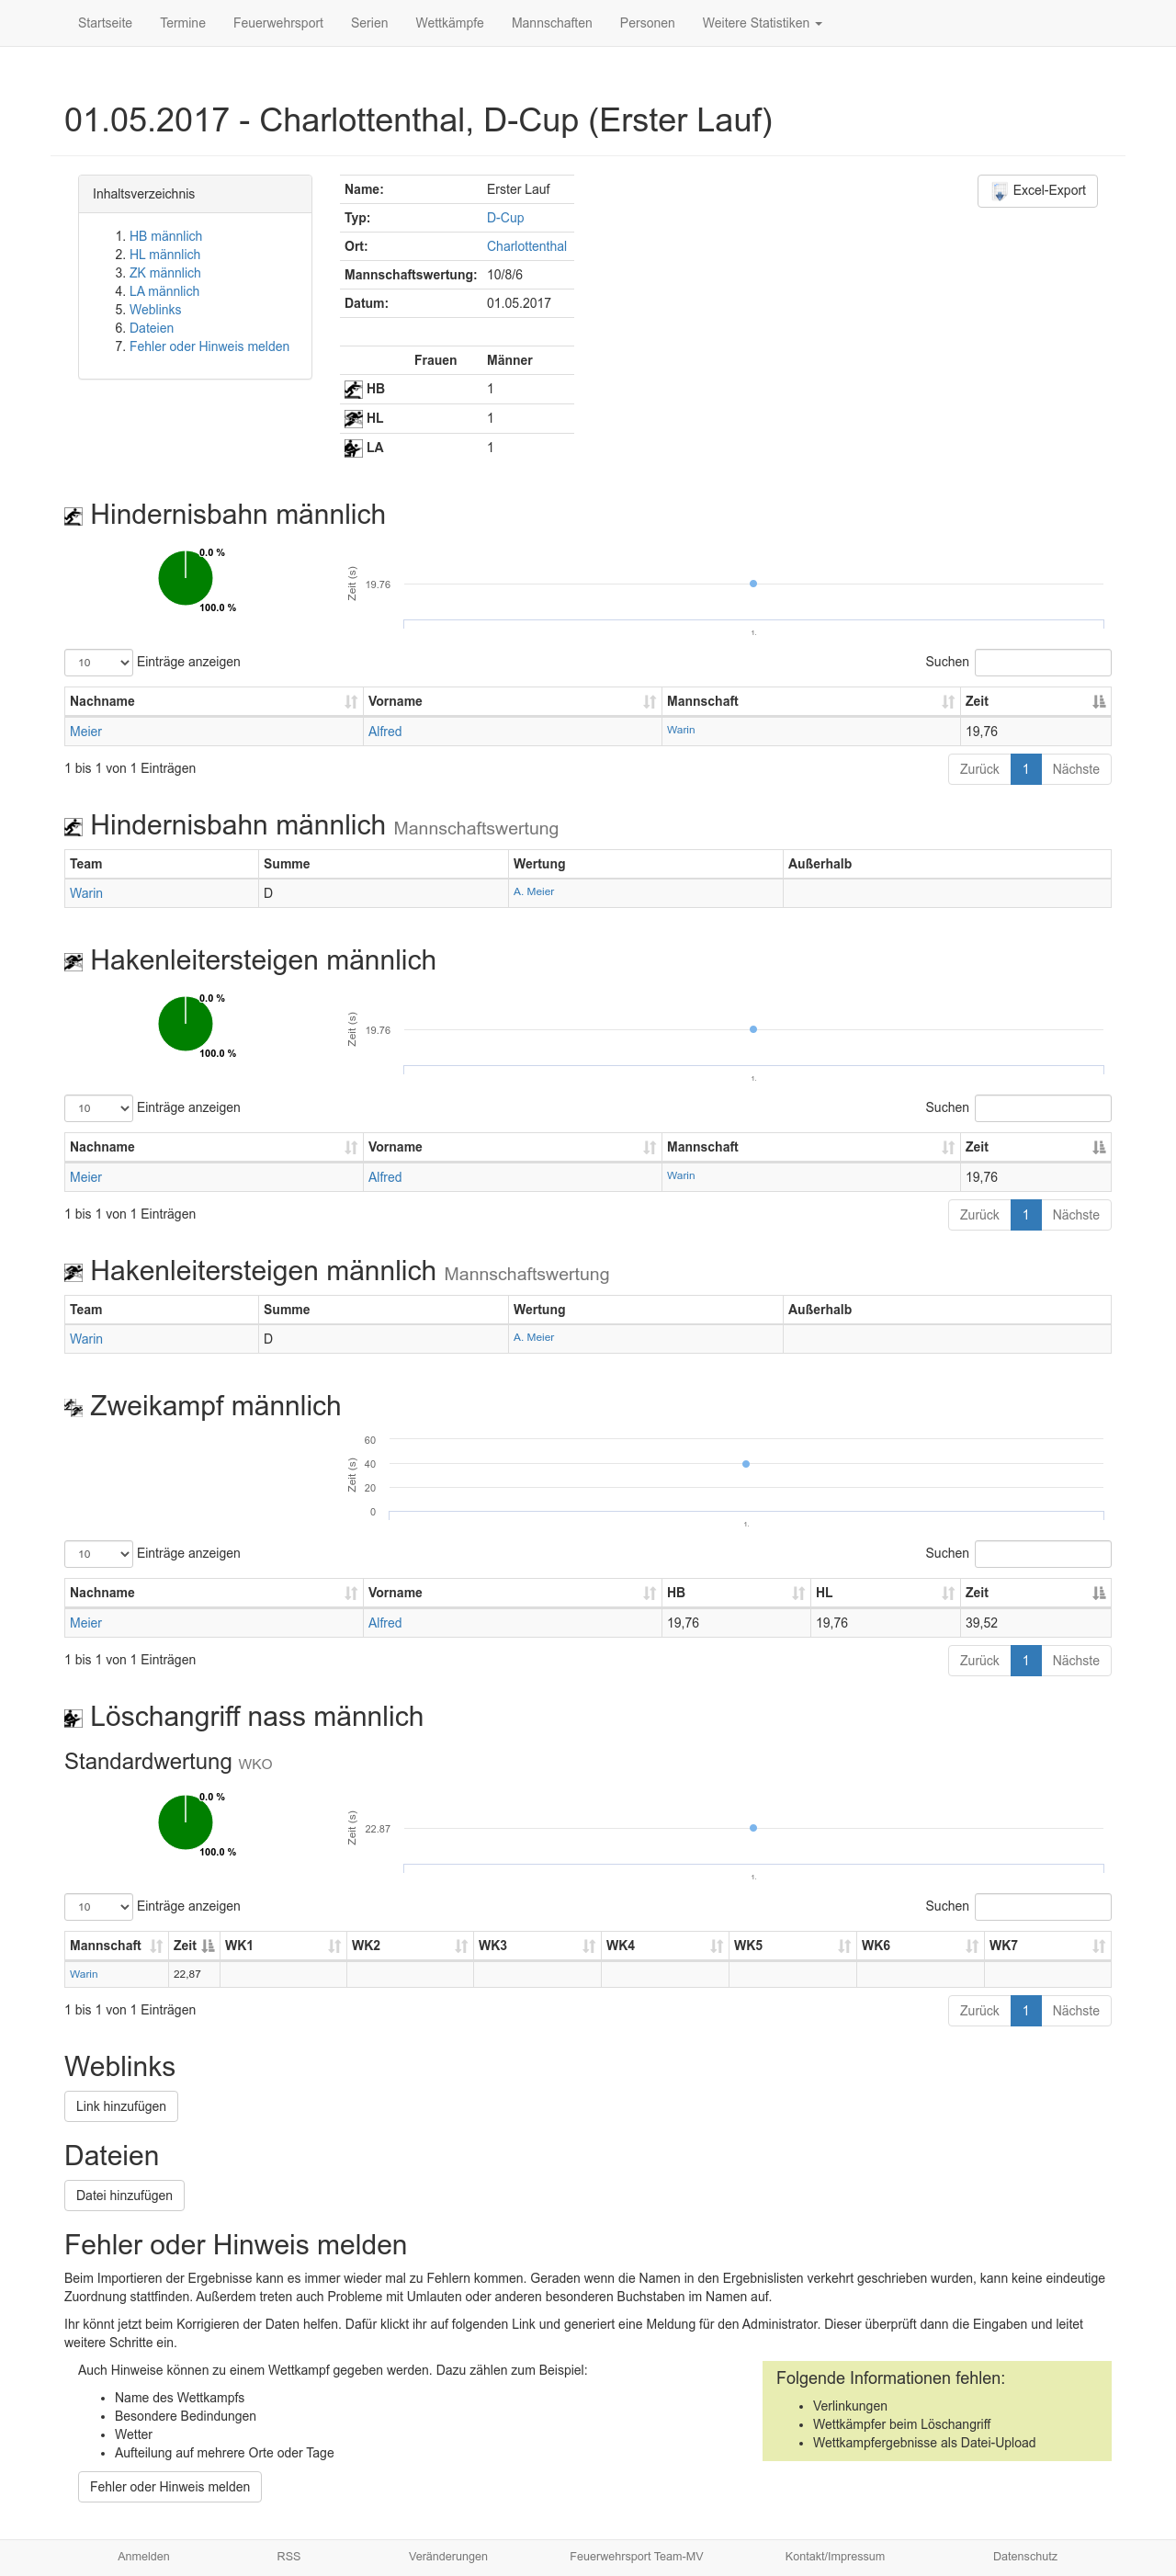 Startseite Termine Feuerwehrsport Serien Wettkämpfe Mannschaften Personen Weitere Statistiken
01.05.2017 - Charlottenthal, D-Cup (Erster Lauf)
Inhaltsverzeichnis
1. HB männlich
2. HL männlich
3. ZK männlich
4. LA männlich
5. Weblinks
6. Dateien
7. Fehler oder Hinweis melden
Name: Erster Lauf
Typ: D-Cup
Ort: Charlottenthal
Mannschaftswertung: 10/8/6
Datum: 01.05.2017
Frauen Männer
HB 1
HL 1
LA 1
Excel-Export
Hindernisbahn männlich
0.0 %
100.0 %
Zeit (s)
19.76
1.
10 Einträge anzeigen Suchen
Nachname Vorname Mannschaft Zeit
Meier Alfred Warin 19,76
1 bis 1 von 1 Einträgen Zurück 1 Nächste
Hindernisbahn männlich Mannschaftswertung
Team Summe Wertung Außerhalb
Warin D A. Meier
Hakenleitersteigen männlich
0.0 %
100.0 %
Zeit (s)
19.76
1.
10 Einträge anzeigen Suchen
Nachname Vorname Mannschaft Zeit
Meier Alfred Warin 19,76
1 bis 1 von 1 Einträgen Zurück 1 Nächste
Hakenleitersteigen männlich Mannschaftswertung
Team Summe Wertung Außerhalb
Warin D A. Meier
Zweikampf männlich
Zeit (s)
60
40
20
0
1.
10 Einträge anzeigen Suchen
Nachname Vorname HB HL Zeit
Meier Alfred 19,76 19,76 39,52
1 bis 1 von 1 Einträgen Zurück 1 Nächste
Löschangriff nass männlich
Standardwertung WKO
0.0 %
100.0 %
Zeit (s)
22.87
1.
10 Einträge anzeigen Suchen
Mannschaft Zeit WK1 WK2 WK3 WK4 WK5 WK6 WK7
Warin 22,87
1 bis 1 von 1 Einträgen Zurück 1 Nächste
Weblinks
Link hinzufügen
Dateien
Datei hinzufügen
Fehler oder Hinweis melden
Beim Importieren der Ergebnisse kann es immer wieder mal zu Fehlern kommen. Geraden wenn die Namen in den Ergebnislisten verkehrt geschrieben wurden, kann keine eindeutige
Zuordnung stattfinden. Außerdem treten auch Probleme mit Umlauten oder anderen besonderen Buchstaben im Namen auf.
Ihr könnt jetzt beim Korrigieren der Daten helfen. Dafür klickt ihr auf folgenden Link und generiert eine Meldung für den Administrator. Dieser überprüft dann die Eingaben und leitet
weitere Schritte ein.
Auch Hinweise können zu einem Wettkampf gegeben werden. Dazu zählen zum Beispiel:
• Name des Wettkampfs
• Besondere Bedindungen
• Wetter
• Aufteilung auf mehrere Orte oder Tage
Fehler oder Hinweis melden
Folgende Informationen fehlen:
• Verlinkungen
• Wettkämpfer beim Löschangriff
• Wettkampfergebnisse als Datei-Upload
Anmelden RSS Veränderungen Feuerwehrsport Team-MV Kontakt/Impressum Datenschutz